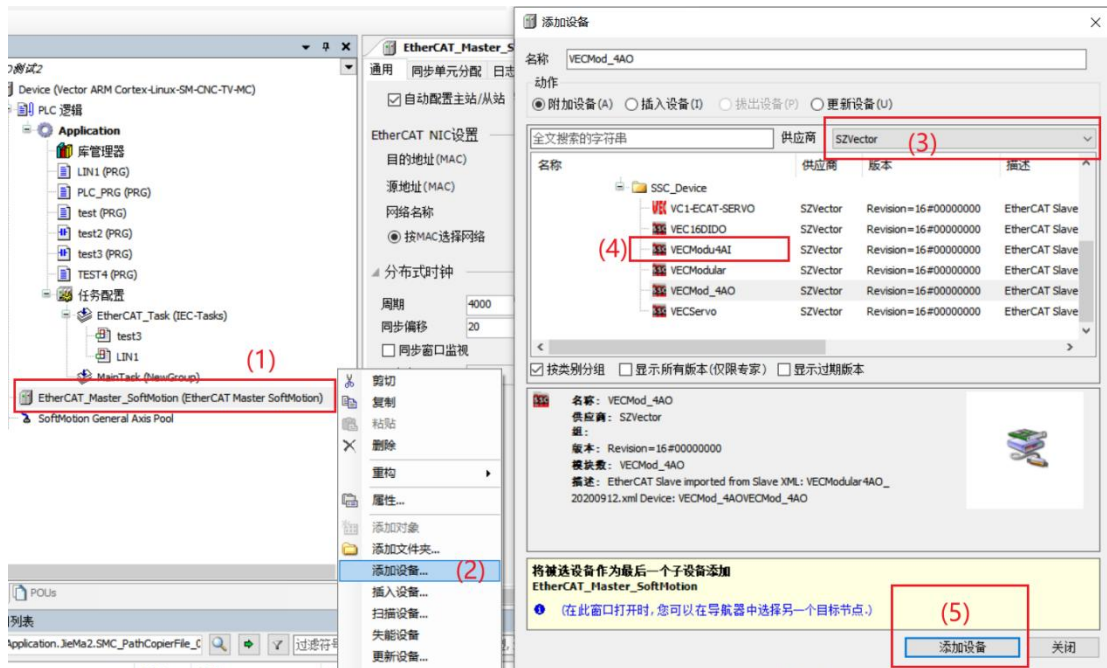 EtherCAT_Master_S
通用 同步单元分配 日志
Device (Vector ARM Cortex-Linux-SM-CNC-TV-MC)
PLC 逻辑
Application
库管理器
LIN1 (PRG)
PLC_PRG (PRG)
test (PRG)
test2 (PRG)
test3 (PRG)
TEST4 (PRG)
任务配置
EtherCAT_Task (IEC-Tasks)
test3
LIN1
(1)
MainTask (NewGroup)
EtherCAT_Master_SoftMotion (EtherCAT Master SoftMotion)
SoftMotion General Axis Pool
POUs
列表
Application.JieMa2.SMC_PathCopierFile_
过滤符号
自动配置主站/从站
EtherCAT NIC设置
目的地址(MAC)
源地址(MAC)
网络名称
按MAC选择网络
分布式时钟
周期 4000
同步偏移 20
同步窗口监视
剪切
复制
粘贴
删除
重构
属性...
添加对象
添加文件夹...
添加设备... (2)
插入设备...
扫描设备...
失能设备
更新设备...
添加设备
名称 VECMod_4AO
动作
附加设备(A) 插入设备(I) 拔出设备(P) 更新设备(U)
全文搜索的字符串 供应商 SZVector (3)
名称 供应商 版本 描述
SSC_Device
VC1-ECAT-SERVO SZVector Revision=16#00000000 EtherCAT Slave
VEC16DIDO SZVector Revision=16#00000000 EtherCAT Slave
(4) VECModu4AI SZVector Revision=16#00000000 EtherCAT Slave
VECModular SZVector Revision=16#00000000 EtherCAT Slave
VECMod_4AO SZVector Revision=16#00000000 EtherCAT Slave
VECServo SZVector Revision=16#00000000 EtherCAT Slave
按类别分组 显示所有版本(仅限专家) 显示过期版本
名称: VECMod_4AO
供应商: SZVector
组:
版本: Revision=16#00000000
模块数: VECMod_4AO
描述: EtherCAT Slave imported from Slave XML: VECModular4AO_
20200912.xml Device: VECMod_4AOVECMod_4AO
将被选设备作为最后一个子设备添加
EtherCAT_Master_SoftMotion
(在此窗口打开时,您可以在导航器中选择另一个目标节点.)
(5)
添加设备 关闭